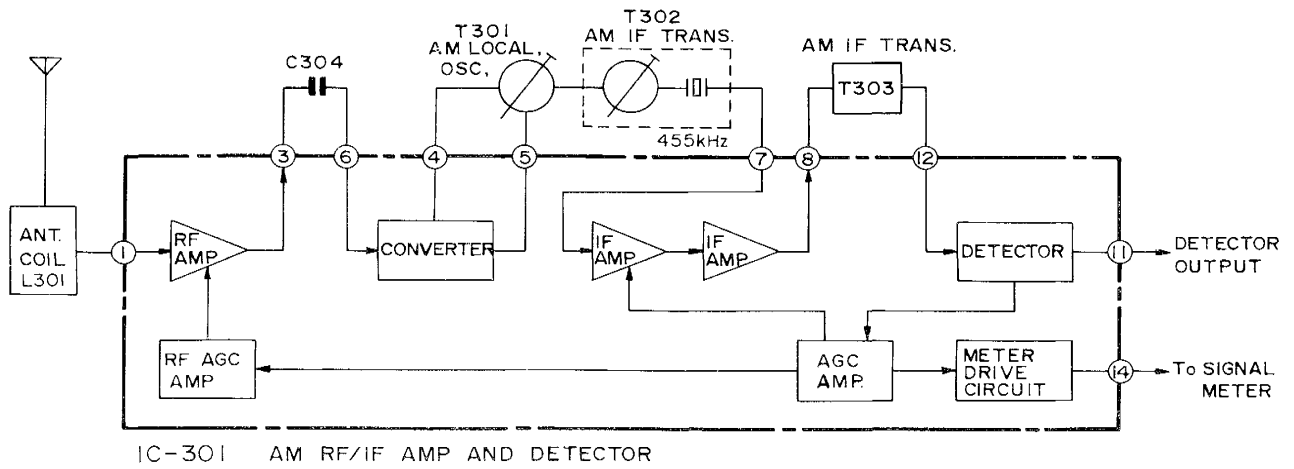 T301
AM LOCAL,
OSC,
T302
AM IF TRANS.
AM IF TRANS.
C304
T303
455kHz
3
6
4
5
7
8
12
ANT.
COIL
L301
1
RF
AMP
CONVERTER
IF
AMP
IF
AMP
DETECTOR
11
DETECTOR
OUTPUT
RF AGC
AMP
AGC
AMP.
METER
DRIVE
CIRCUIT
14
To SIGNAL
METER
IC-301 AM RF/IF AMP AND DETECTOR